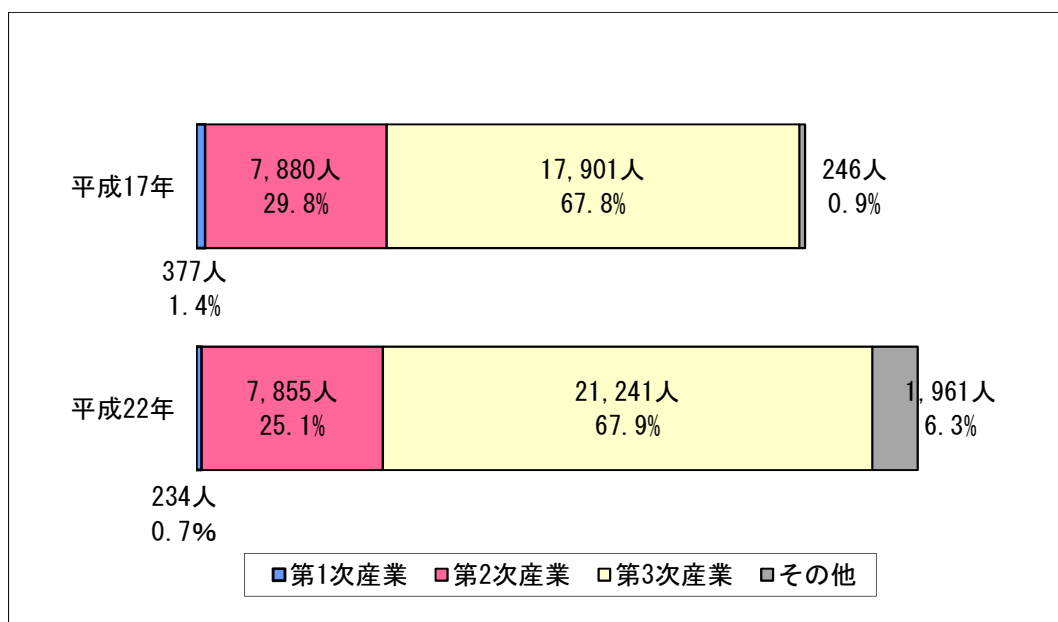 平成17年
7,880人
29.8%
17,901人
67.8%
246人
0.9%
377人
1.4%
平成22年
7,855人
25.1%
21,241人
67.9%
1,961人
6.3%
234人
0.7%
第1次産業 第2次産業 第3次産業 その他